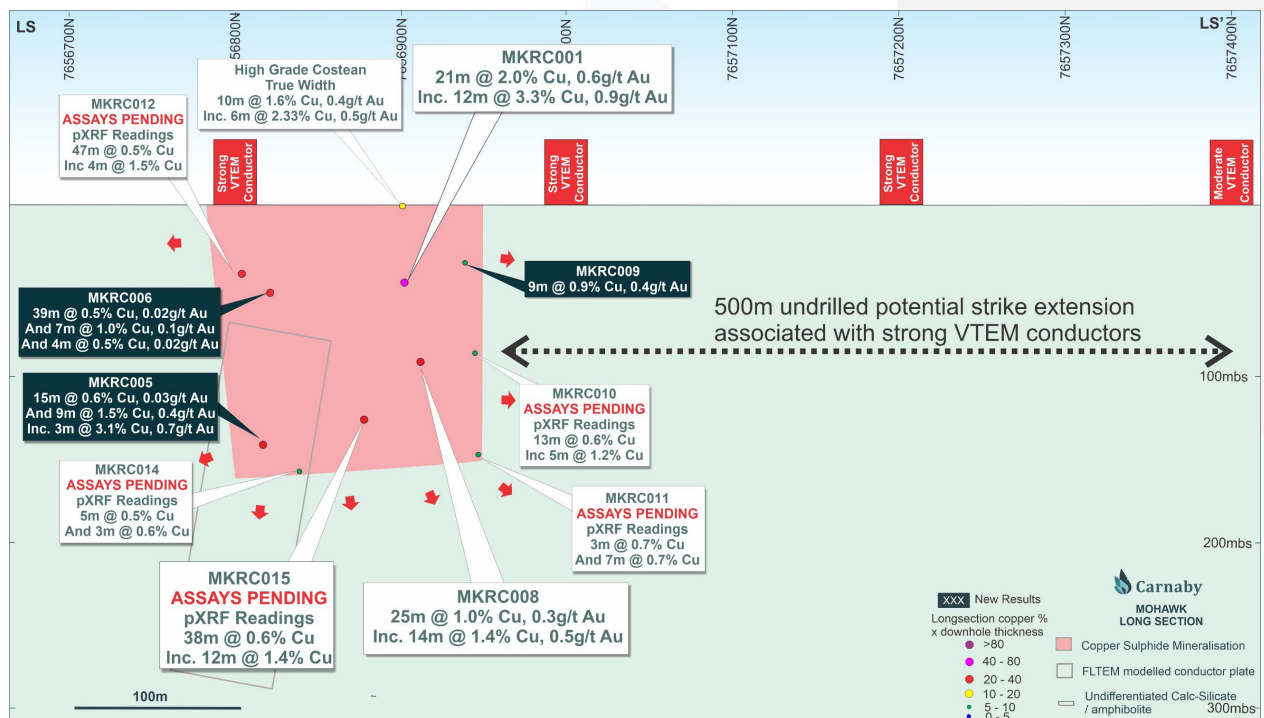 LS
LS'
7656700N
56800N
56900N
00N
7657100N
7657200N
7657300N
7657400N
High Grade Costean
True Width
10m @ 1.6% Cu, 0.4g/t Au
Inc. 6m @ 2.33% Cu, 0.5g/t Au
MKRC001
21m @ 2.0% Cu, 0.6g/t Au
Inc. 12m @ 3.3% Cu, 0.9g/t Au
MKRC012
ASSAYS PENDING
pXRF Readings
47m @ 0.5% Cu
Inc 4m @ 1.5% Cu
Strong
VTEM
Conductor
Strong
VTEM
Conductor
Strong
VTEM
Conductor
Moderate
VTEM
Conductor
MKRC009
9m @ 0.9% Cu, 0.4g/t Au
MKRC006
39m @ 0.5% Cu, 0.02g/t Au
And 7m @ 1.0% Cu, 0.1g/t Au
And 4m @ 0.5% Cu, 0.02g/t Au
500m undrilled potential strike extension
associated with strong VTEM conductors
100mbs
MKRC005
15m @ 0.6% Cu, 0.03g/t Au
And 9m @ 1.5% Cu, 0.4g/t Au
Inc. 3m @ 3.1% Cu, 0.7g/t Au
MKRC010
ASSAYS PENDING
pXRF Readings
13m @ 0.6% Cu
Inc 5m @ 1.2% Cu
MKRC014
ASSAYS PENDING
pXRF Readings
5m @ 0.5% Cu
And 3m @ 0.6% Cu
MKRC011
ASSAYS PENDING
pXRF Readings
3m @ 0.7% Cu
And 7m @ 0.7% Cu
200mbs
MKRC015
ASSAYS PENDING
pXRF Readings
38m @ 0.6% Cu
Inc. 12m @ 1.4% Cu
MKRC008
25m @ 1.0% Cu, 0.3g/t Au
Inc. 14m @ 1.4% Cu, 0.5g/t Au
XXX New Results
Longsection copper %
x downhole thickness
>80
40 - 80
20 - 40
10 - 20
5 - 10
0 - 5
Carnaby
MOHAWK
LONG SECTION
Copper Sulphide Mineralisation
FLTEM modelled conductor plate
Undifferentiated Calc-Silicate
/ amphibolite
300mbs
100m